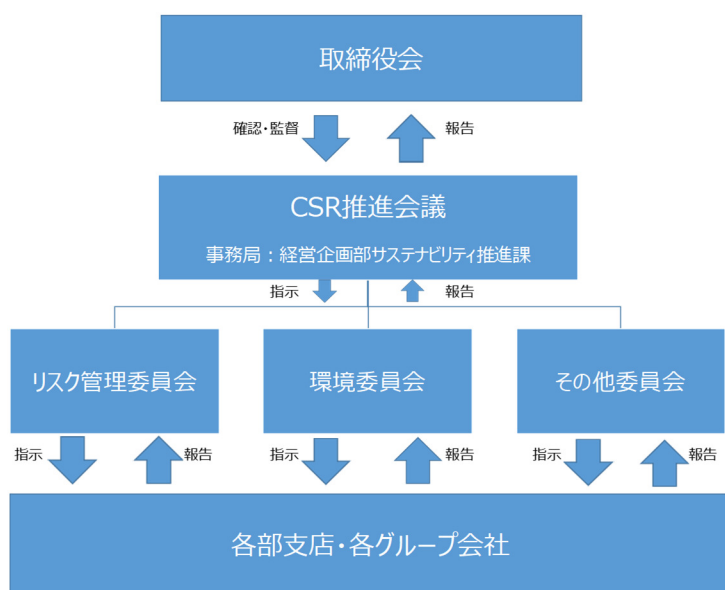 取締役会
確認・監督
報告
CSR推進会議
事務局：経営企画部サステナビリティ推進課
指示
報告
リスク管理委員会
環境委員会
その他委員会
指示
報告
指示
報告
指示
報告
各部支店・各グループ会社